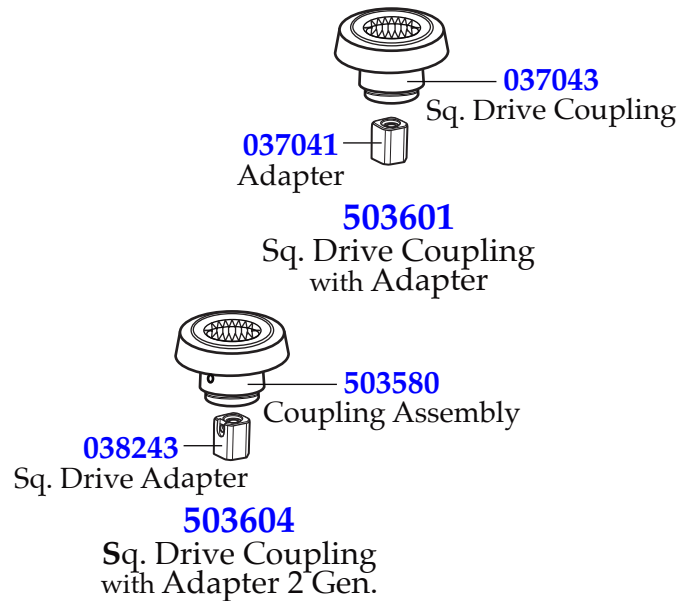 037043
Sq. Drive Coupling
037041
Adapter
503601
Sq. Drive Coupling
with Adapter
503580
Coupling Assembly
038243
Sq. Drive Adapter
503604
Sq. Drive Coupling
with Adapter 2 Gen.